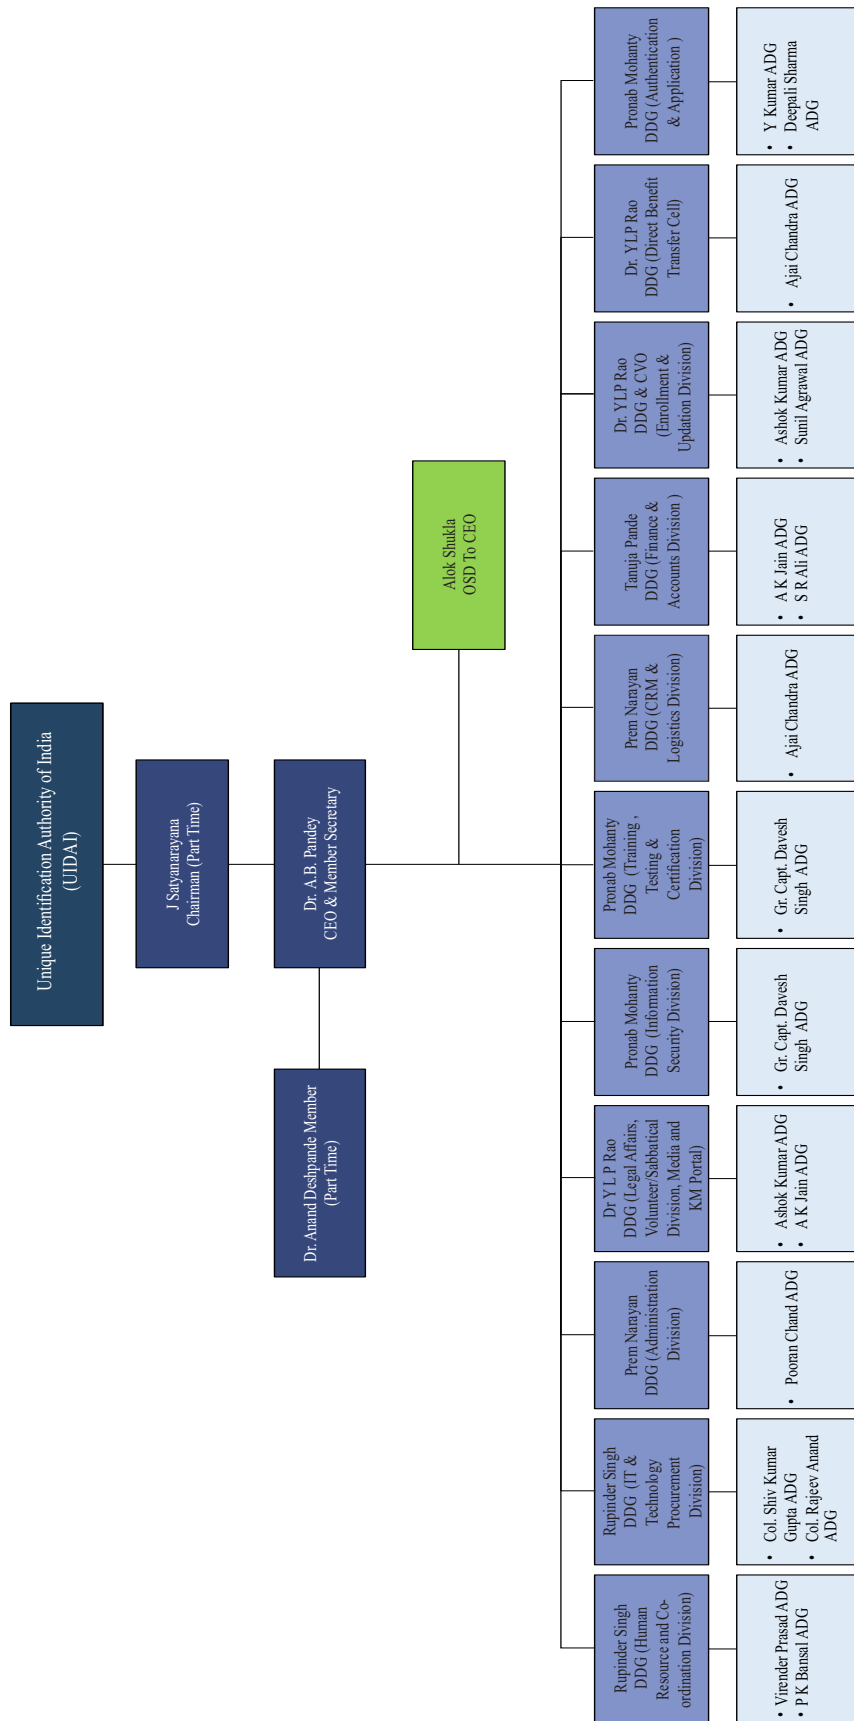 Unique Identification Authority of India
(UIDAI)
J Satyanarayana
Chairman (Part Time)
Dr. Anand Deshpande Member
(Part Time)
Dr. A.B. Pandey
CEO & Member Secretary
Alok Shukla
OSD To CEO
Rupinder Singh
DDG (Human
Resource and Co-
ordination Division)
Rupinder Singh
DDG (IT &
Technology
Procurement
Division)
Prem Narayan
DDG (Administration
Division)
Dr Y L P Rao
DDG (Legal Affairs,
Volunteer/Sabbatical
Division, Media and
KM Portal)
Pronab Mohanty
DDG (Information
Security Division)
Pronab Mohanty
DDG (Training ,
Testing &
Certification
Division)
Prem Narayan
DDG (CRM &
Logistics Division)
Tanuja Pande
DDG (Finance &
Accounts Division )
Dr. YLP Rao
DDG & CVO
(Enrollment &
Updation Division)
Dr. YLP Rao
DDG (Direct Benefit
Transfer Cell)
Pronab Mohanty
DDG (Authentication
& Application )
• Virender Prasad ADG
• P K Bansal ADG
• Col. Shiv Kumar
Gupta ADG
• Col. Rajeev Anand
ADG
• Pooran Chand ADG
• Ashok Kumar ADG
• A K Jain ADG
• Gr. Capt. Davesh
Singh ADG
• Gr. Capt. Davesh
Singh ADG
• Ajai Chandra ADG
• A K Jain ADG
• S R Ali ADG
• Ashok Kumar ADG
• Sunil Agrawal ADG
• Ajai Chandra ADG
• Y Kumar ADG
• Deepali Sharma
ADG